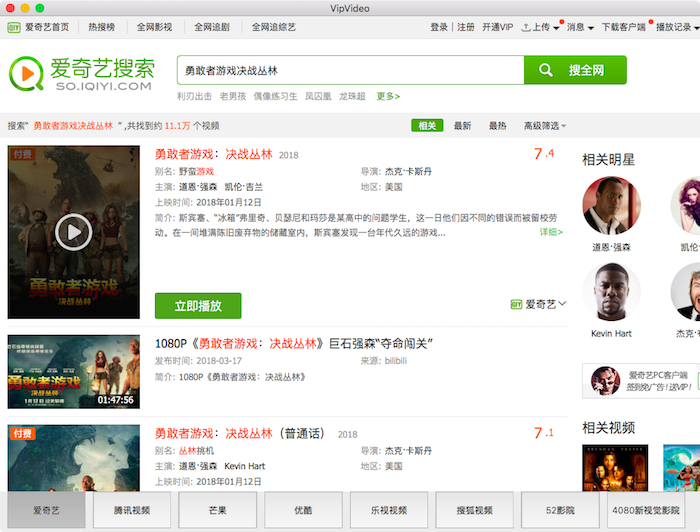 VipVideo
爱奇艺首页 热搜榜 全网影视 全网追剧 全网追综艺 登录 注册 开通VIP 上传 消息 下载客户端 播放记录
爱奇艺搜索
SO.IQIYI.COM
勇敢者游戏决战丛林
搜全网
利刃出击 老男孩 偶像练习生 凤囚凰 龙珠超 更多>
搜索“ 勇敢者游戏决战丛林 ”,共找到约 11.1万 个视频
相关 最新 最热 高级筛选
付费
勇敢者游戏
决战丛林
勇敢者游戏：决战丛林 2018
7.4
别名: 野蛮游戏 导演: 杰克·卡斯丹
主演: 道恩·强森 凯伦·吉兰 地区: 美国
上映时间: 2018年01月12日
简介: 斯宾塞、“冰箱”弗里奇、贝瑟尼和玛莎是某高中的问题学生，这一日他们因不同的错误而被留校劳
动。在一间堆满陈旧废弃物的储藏室内，斯宾塞发现一台年代久远的游戏...
详细>
立即播放
爱奇艺
相关明星
道恩·强森 凯伦·
Kevin Hart 杰克·
勇敢者游戏
决战丛林
01:47:56
1080P《勇敢者游戏：决战丛林》巨石强森“夺命闯关”
发布时间: 2018-03-17 来源: bilibili
简介: 1080P《勇敢者游戏：决战丛林》
爱奇艺PC客户端
签到免广告!送VIP!
付费
勇敢者游戏：决战丛林（普通话） 2018
7.1
别名: 丛林挑机 导演: 杰克·卡斯丹
主演: 道恩·强森 Kevin Hart 地区: 美国
上映时间: 2018年01月12日
相关视频
爱奇艺 腾讯视频 芒果 优酷 乐视视频 搜狐视频 52影院 4080新视觉影院